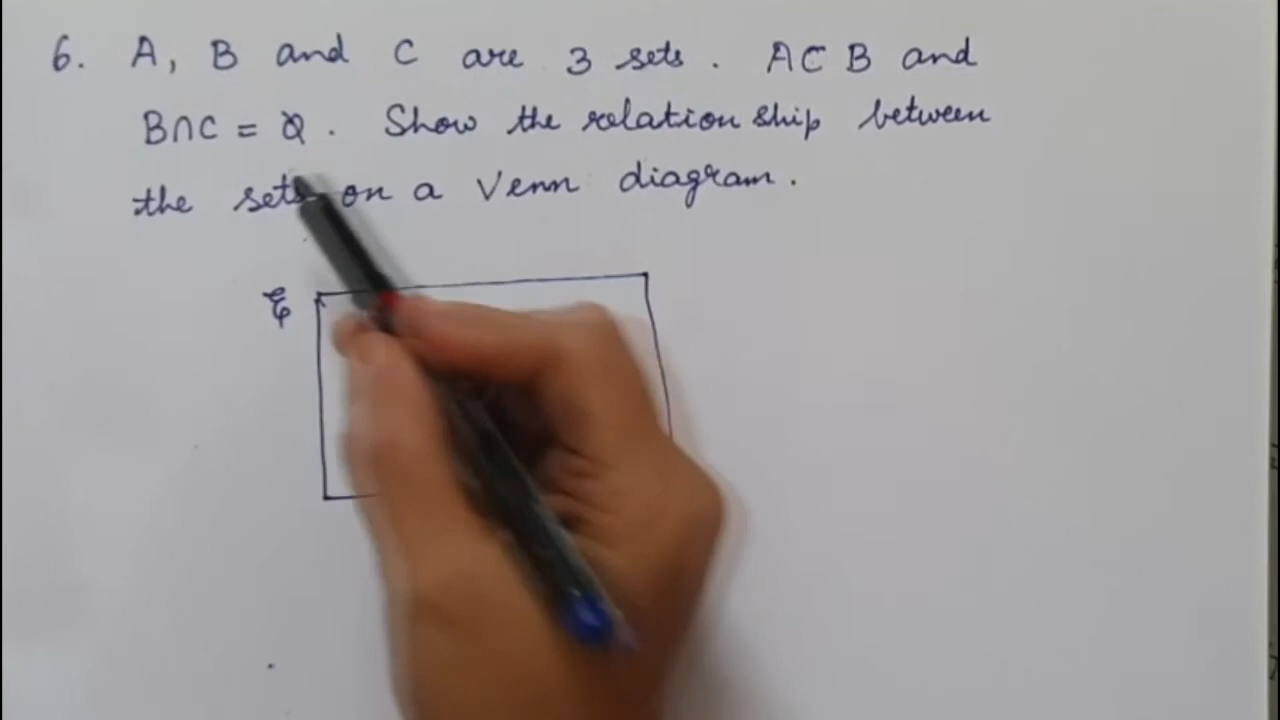 6. A, B and C are 3 sets. A⊂B and
B∩C = ∅. Show the relationship between
the sets on a Venn diagram.
ξ